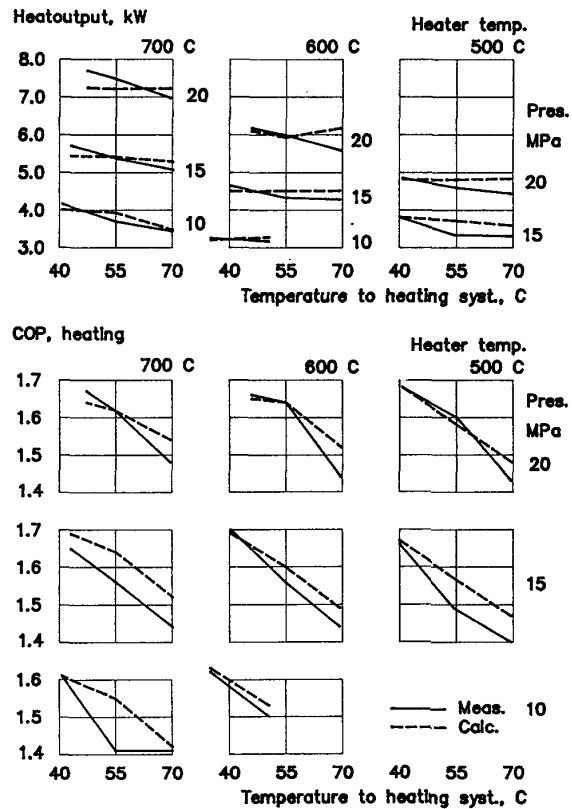 Heatoutput, kW
Heater temp.
700 C
600 C
500 C
8.0
7.0
20
Pres.
6.0
20
MPa
5.0
15
20
4.0
15
10
15
3.0
10
40 55 70
40 55 70
40 55 70
Temperature to heating syst., C
COP, heating
Heater temp.
700 C
600 C
500 C
1.7
Pres.
1.6
MPa
1.5
20
1.4
1.7
1.6
15
1.5
1.4
1.6
1.5
Meas. 10
Calc.
1.4
40 55 70
40 55 70
40 55 70
Temperature to heating syst., C